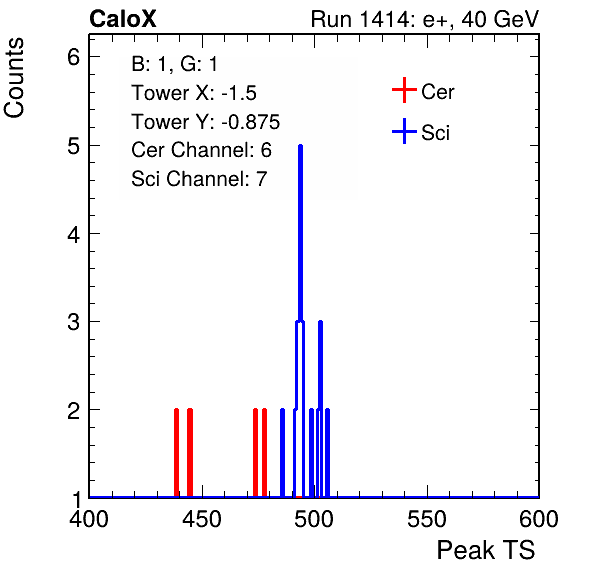 CaloX Run 1414: e+, 40 GeV
Counts
B: 1, G: 1
Tower X: -1.5
Tower Y: -0.875
Cer Channel: 6
Sci Channel: 7
Cer
Sci
6
5
4
3
2
1
400 450 500 550 600
Peak TS